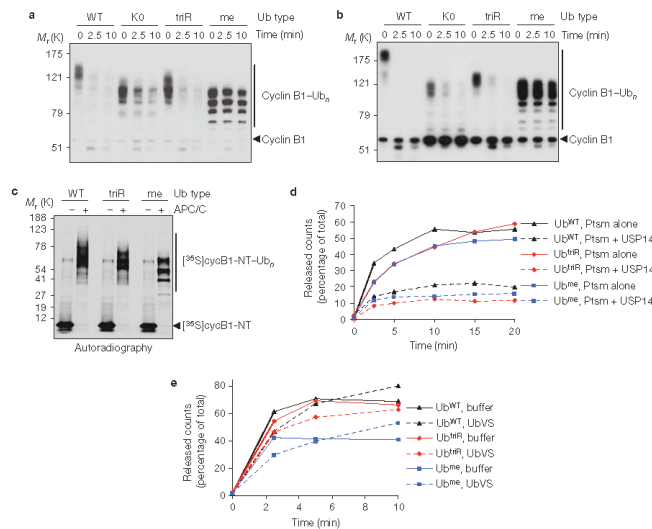 a
WT K0 triR me Ub type
0 2.5 10 0 2.5 10 0 2.5 10 0 2.5 10 Time (min)
Mr (K)
175
121
79
51
Cyclin B1–Ubn
Cyclin B1
b
WT K0 triR me Ub type
0 2.5 10 0 2.5 10 0 2.5 10 0 2.5 10 Time (min)
Mr (K)
175
121
79
51
Cyclin B1–Ubn
Cyclin B1
c
WT triR me Ub type
Mr (K)
– + – + – + APC/C
188
123
78
54
41
27
19
12
[35S]cycB1-NT–Ubn
[35S]cycB1-NT
Autoradiography
d
Released counts
(percentage of total)
70
60
50
40
30
20
10
0
0 5 10 15 20
Time (min)
UbWT, Ptsm alone
UbWT, Ptsm + USP14
UbtriR, Ptsm alone
UbtriR, Ptsm + USP14
Ubme, Ptsm alone
Ubme, Ptsm + USP14
e
Released counts
(percentage of total)
80
60
40
20
0
0 2 4 6 8 10
Time (min)
UbWT, buffer
UbWT, UbVS
UbtriR, buffer
UbtriR, UbVS
Ubme, buffer
Ubme, UbVS